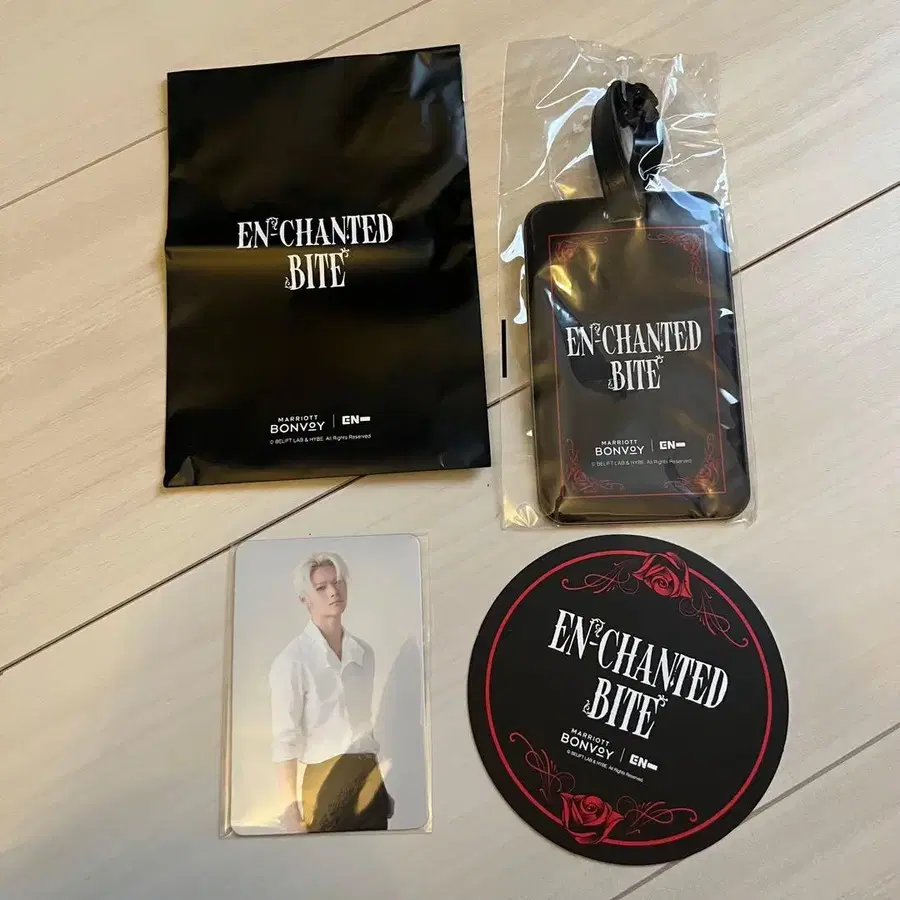 EN-CHANTED
BITE
MARRIOTT
BONVOY | EN-
© BELIFT LAB & HYBE. All Rights Reserved
EN-CHANTED
BITE
MARRIOTT
BONVOY | EN-
© BELIFT LAB & HYBE. All Rights Reserved
EN-CHANTED
BITE
MARRIOTT
BONVOY | EN-
© BELIFT LAB & HYBE. All Rights Reserved.